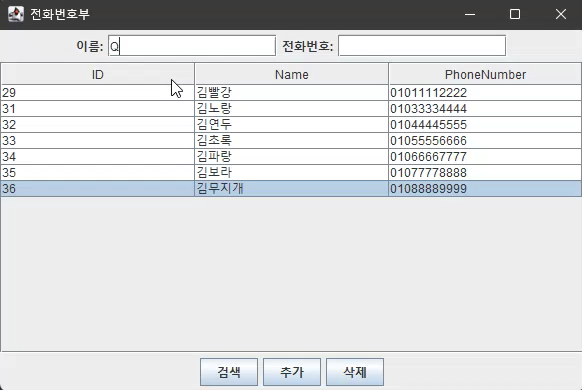 전화번호부
이름: Q 전화번호:
ID Name PhoneNumber
29 김빨강 01011112222
31 김노랑 01033334444
32 김연두 01044445555
33 김초록 01055556666
34 김파랑 01066667777
35 김보라 01077778888
36 김무지개 01088889999
검색 추가 삭제